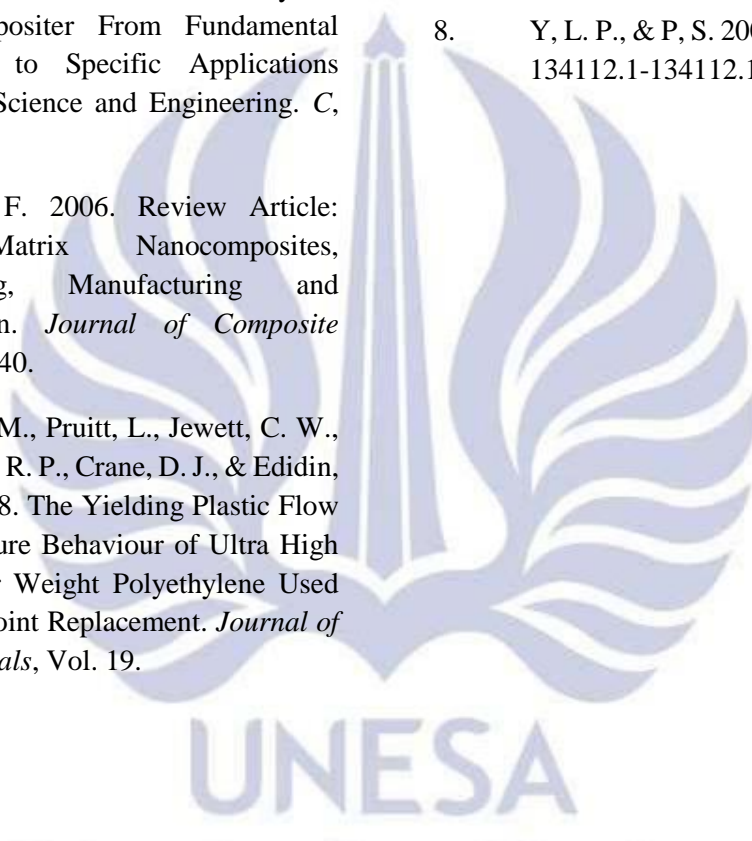 positer From Fundamental
to Specific Applications
Science and Engineering. C,
F. 2006. Review Article:
Matrix Nanocomposites,
g, Manufacturing and
n. Journal of Composite
40.
M., Pruitt, L., Jewett, C. W.,
R. P., Crane, D. J., & Edidin,
8. The Yielding Plastic Flow
ure Behaviour of Ultra High
r Weight Polyethylene Used
oint Replacement. Journal of
als, Vol. 19.
8. Y, L. P., & P, S. 200
134112.1-134112.1
UNESA